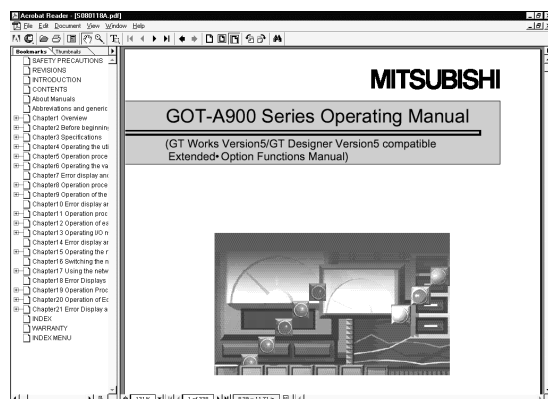 Acrobat Reader - [S080118A.pdf]
File Edit Document View Window Help
Bookmarks Thumbnails
SAFETY PRECAUTIONS
REVISIONS
INTRODUCTION
CONTENTS
About Manuals
Abbreviations and generic
Chapter1 Overview
Chapter2 Before beginning
Chapter3 Specifications
Chapter4 Operating the uti
Chapter5 Operation proce
Chapter6 Operating the va
Chapter7 Error display and
Chapter8 Operation proce
Chapter9 Operation of the
Chapter10 Error display ar
Chapter11 Operation proc
Chapter12 Operation of ea
Chapter13 Operating I/O m
Chapter14 Error display ar
Chapter15 Operating the r
Chapter16 Switching the n
Chapter17 Using the netw
Chapter18 Error Displays
Chapter19 Operation Proc
Chapter20 Operation of Ec
Chapter21 Error Display a
INDEX
WARRANTY
INDEX MENU
MITSUBISHI
GOT-A900 Series Operating Manual
(GT Works Version5/GT Designer Version5 compatible
Extended•Option Functions Manual)